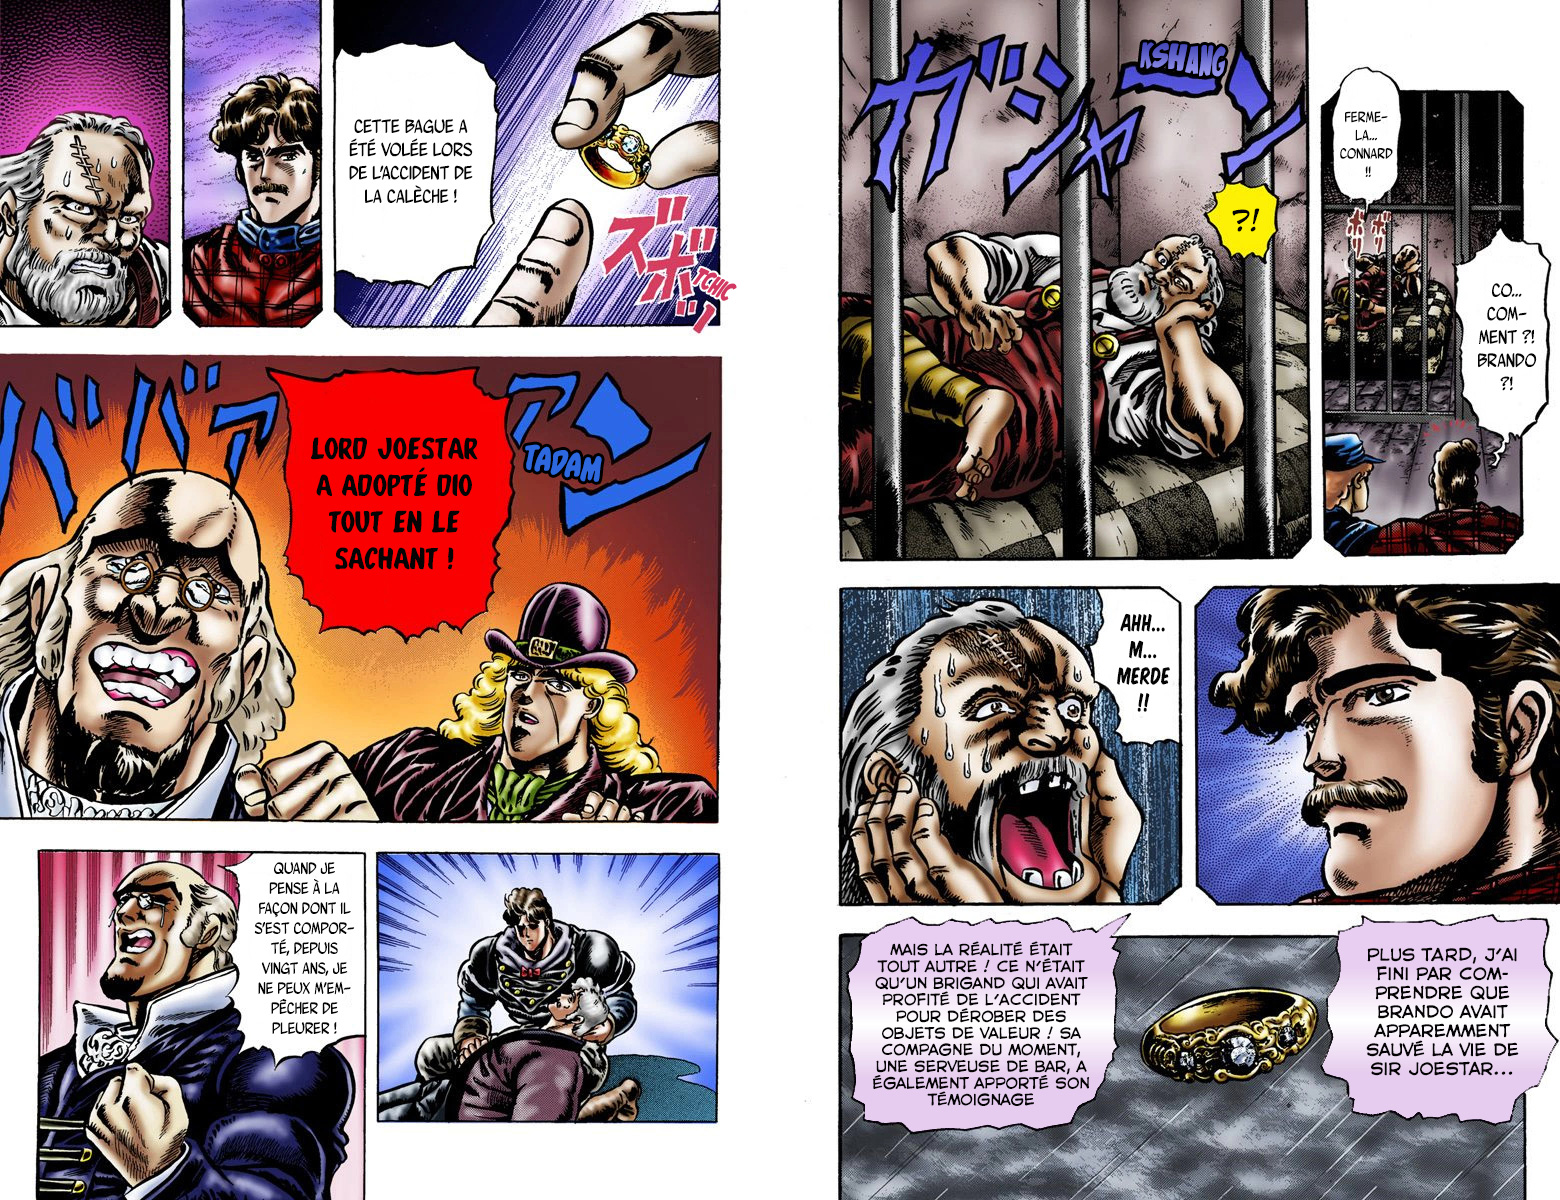 ガシャーン
KSHANG
?!
FERME-
LA...
CONNARD
!!
CO...
COM-
MENT ?!
BRANDO
?!
AHH...
M...
MERDE
!!
PLUS TARD, J'AI
FINI PAR COM-
PRENDRE QUE
BRANDO AVAIT
APPAREMMENT
SAUVÉ LA VIE DE
SIR JOESTAR...
MAIS LA RÉALITÉ ÉTAIT
TOUT AUTRE ! CE N'ÉTAIT
QU'UN BRIGAND QUI AVAIT
PROFITÉ DE L'ACCIDENT
POUR DÉROBER DES
OBJETS DE VALEUR ! SA
COMPAGNE DU MOMENT,
UNE SERVEUSE DE BAR, A
ÉGALEMENT APPORTÉ SON
TÉMOIGNAGE
CETTE BAGUE A
ÉTÉ VOLÉE LORS
DE L'ACCIDENT DE
LA CALÈCHE !
ズボッ
TCHIC
ババァァン
TADAM
LORD JOESTAR
A ADOPTÉ DIO
TOUT EN LE
SACHANT !
QUAND JE
PENSE À LA
FAÇON DONT IL
S'EST COMPOR-
TÉ, DEPUIS
VINGT ANS, JE
NE PEUX M'EM-
PÊCHER DE
PLEURER !